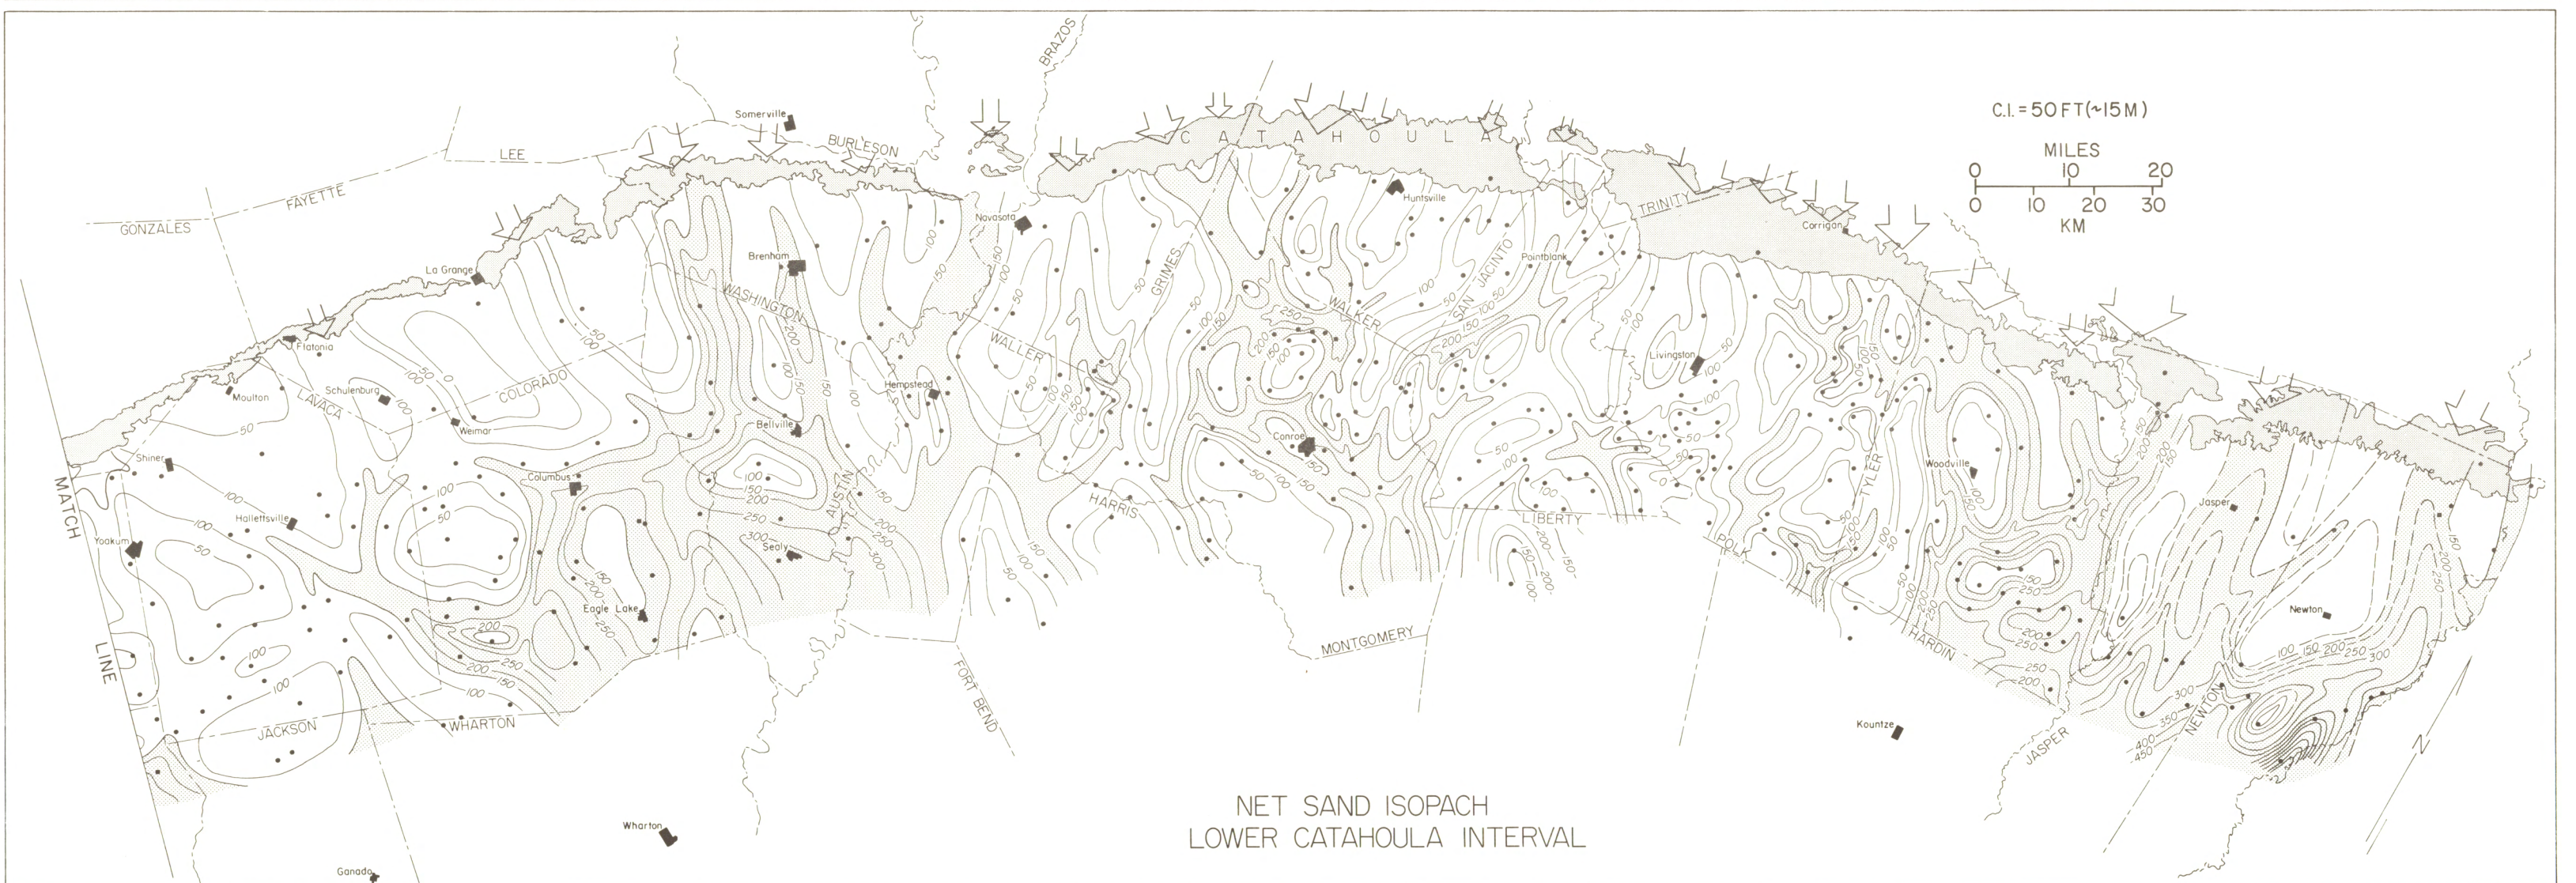 BRAZOS
C.I. = 50 FT (~15 M)
MILES
0 10 20
0 10 20 30
KM
Somerville
LEE
BURLESON
FAYETTE
GONZALES
CATAHOULA
Navasota
Huntsville
TRINITY
Corrigan
La Grange
Brenham
WASHINGTON
GRIMES
WALKER
SAN JACINTO
Pointblank
Flatonia
Moulton
Schulenburg
LAVACA
COLORADO
Weimar
Hempstead
WALLER
Livingston
Bellville
Conroe
Shiner
Columbus
AUSTIN
HARRIS
LIBERTY
POLK
TYLER
Woodville
Jasper
MATCH
LINE
Hallettsville
Yoakum
Sealy
Eagle Lake
Newton
HARDIN
MONTGOMERY
FORT BEND
JACKSON
WHARTON
Kountze
JASPER
NEWTON
N
Wharton
Ganado
NET SAND ISOPACH
LOWER CATAHOULA INTERVAL